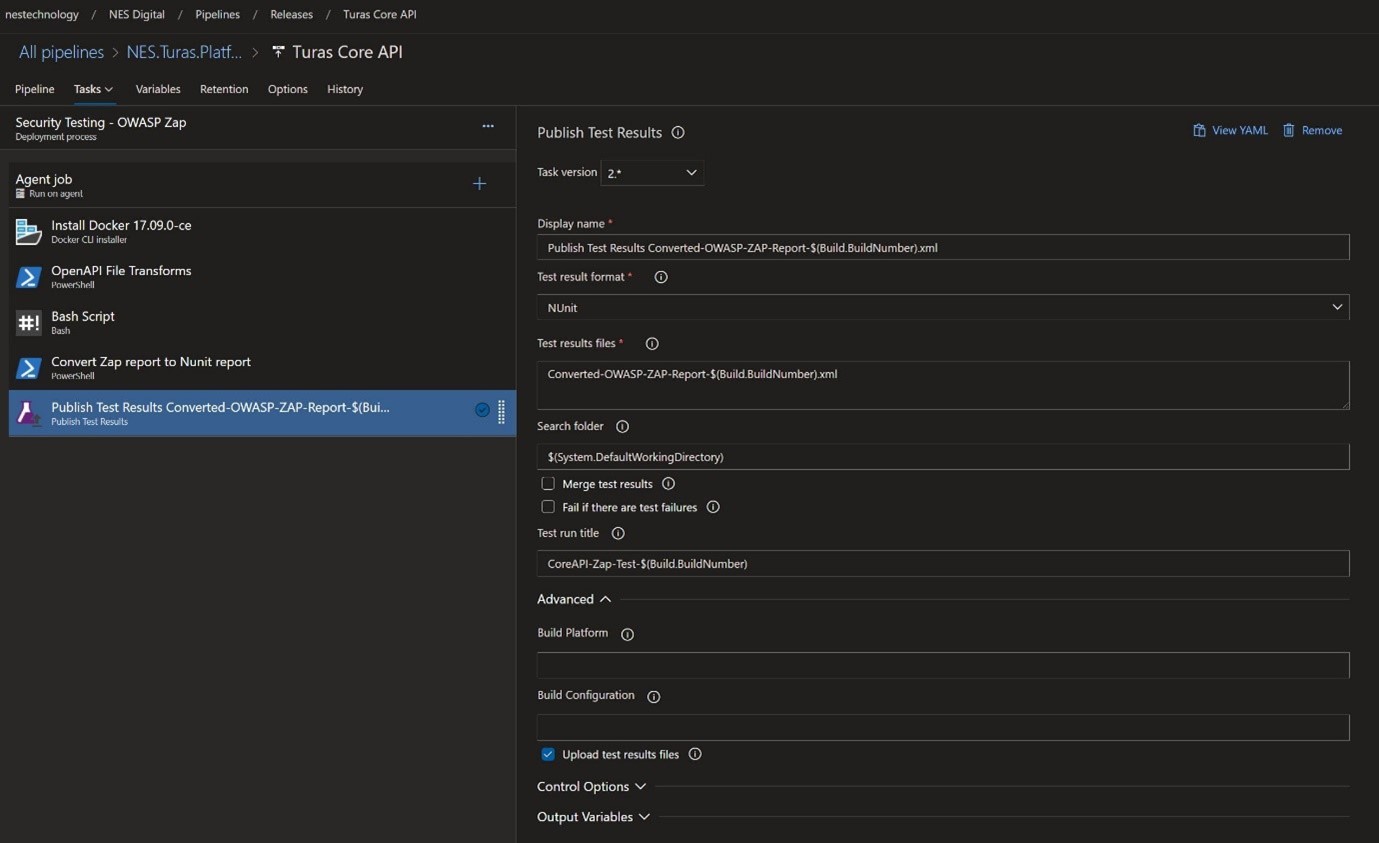 nestechnology / NES Digital / Pipelines / Releases / Turas Core API
All pipelines > NES.Turas.Platf... > Turas Core API
Pipeline Tasks Variables Retention Options History
Security Testing - OWASP Zap
Deployment process
Agent job
Run on agent
Install Docker 17.09.0-ce
Docker CLI installer
OpenAPI File Transforms
PowerShell
#! Bash Script
Bash
Convert Zap report to Nunit report
PowerShell
Publish Test Results Converted-OWASP-ZAP-Report-$(Bui...
Publish Test Results
Publish Test Results
View YAML Remove
Task version 2.*
Display name *
Publish Test Results Converted-OWASP-ZAP-Report-$(Build.BuildNumber).xml
Test result format *
NUnit
Test results files *
Converted-OWASP-ZAP-Report-$(Build.BuildNumber).xml
Search folder
$(System.DefaultWorkingDirectory)
Merge test results
Fail if there are test failures
Test run title
CoreAPI-Zap-Test-$(Build.BuildNumber)
Advanced
Build Platform
Build Configuration
Upload test results files
Control Options
Output Variables